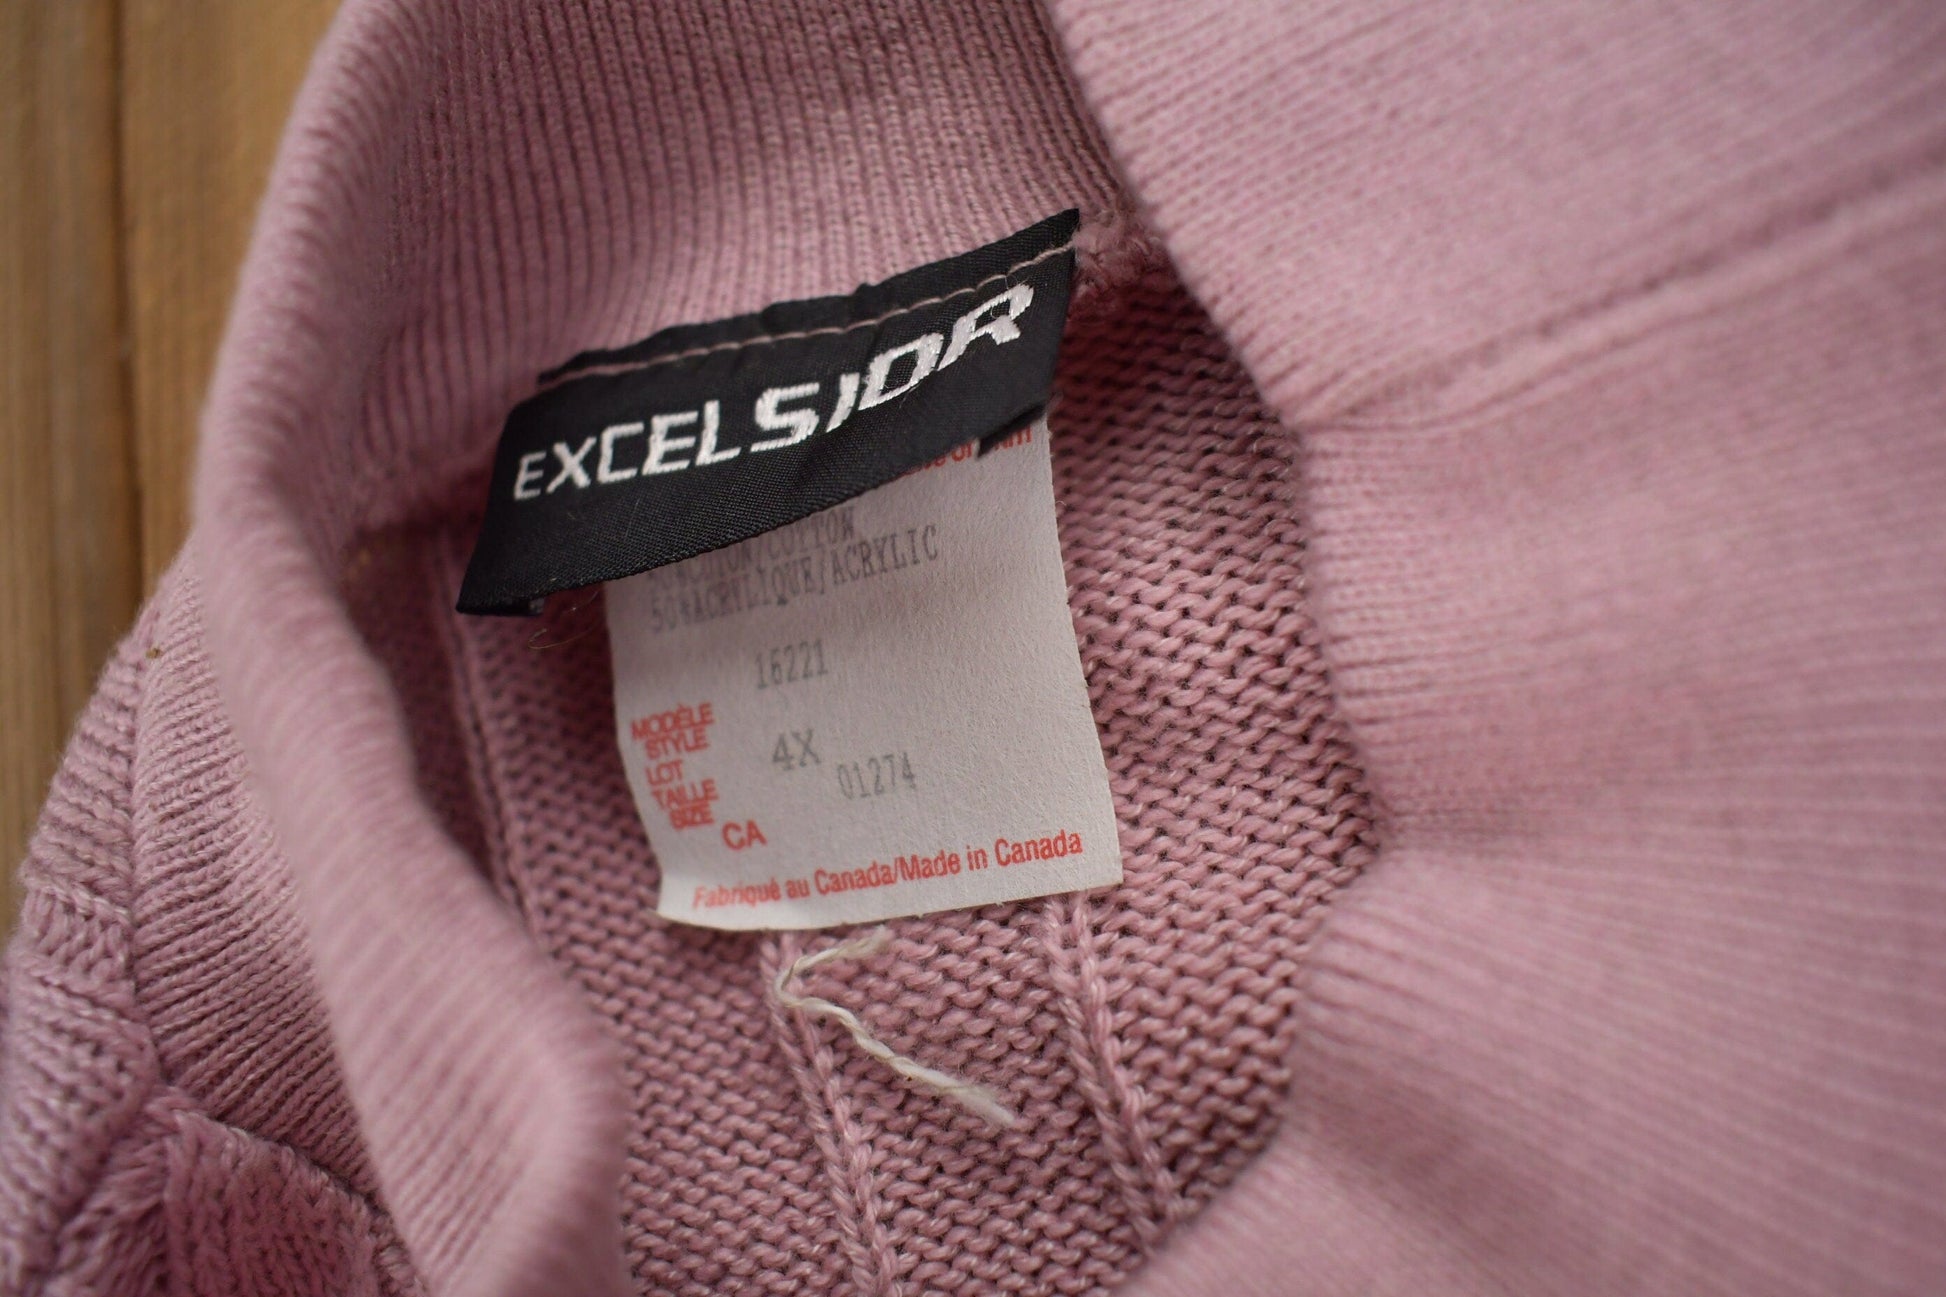 EXCELSIOR
COTTON
50%ACRYLIQUE/ACRYLIC
16221
MODÈLE
STYLE
LOT
TAILLE
SIZE
4X
01274
CA
Fabriqué au Canada/Made in Canada